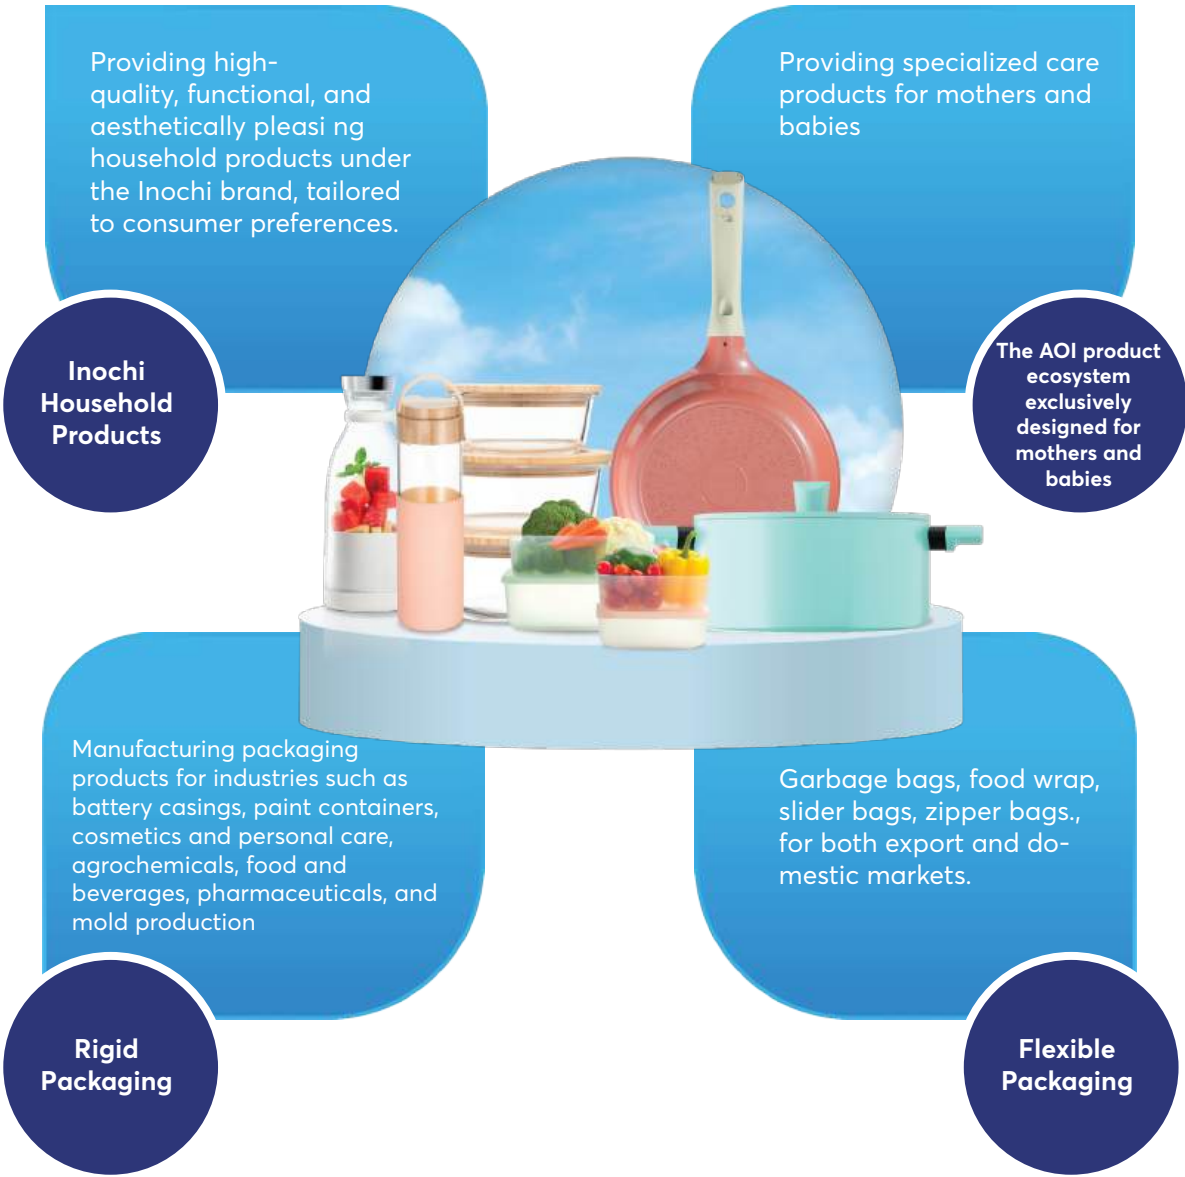 Providing high-
quality, functional, and
aesthetically pleasi ng
household products under
the Inochi brand, tailored
to consumer preferences.
Inochi
Household
Products
Providing specialized care
products for mothers and
babies
The AOI product
ecosystem
exclusively
designed for
mothers and
babies
Manufacturing packaging
products for industries such as
battery casings, paint containers,
cosmetics and personal care,
agrochemicals, food and
beverages, pharmaceuticals, and
mold production
Rigid
Packaging
Garbage bags, food wrap,
slider bags, zipper bags.,
for both export and do-
mestic markets.
Flexible
Packaging